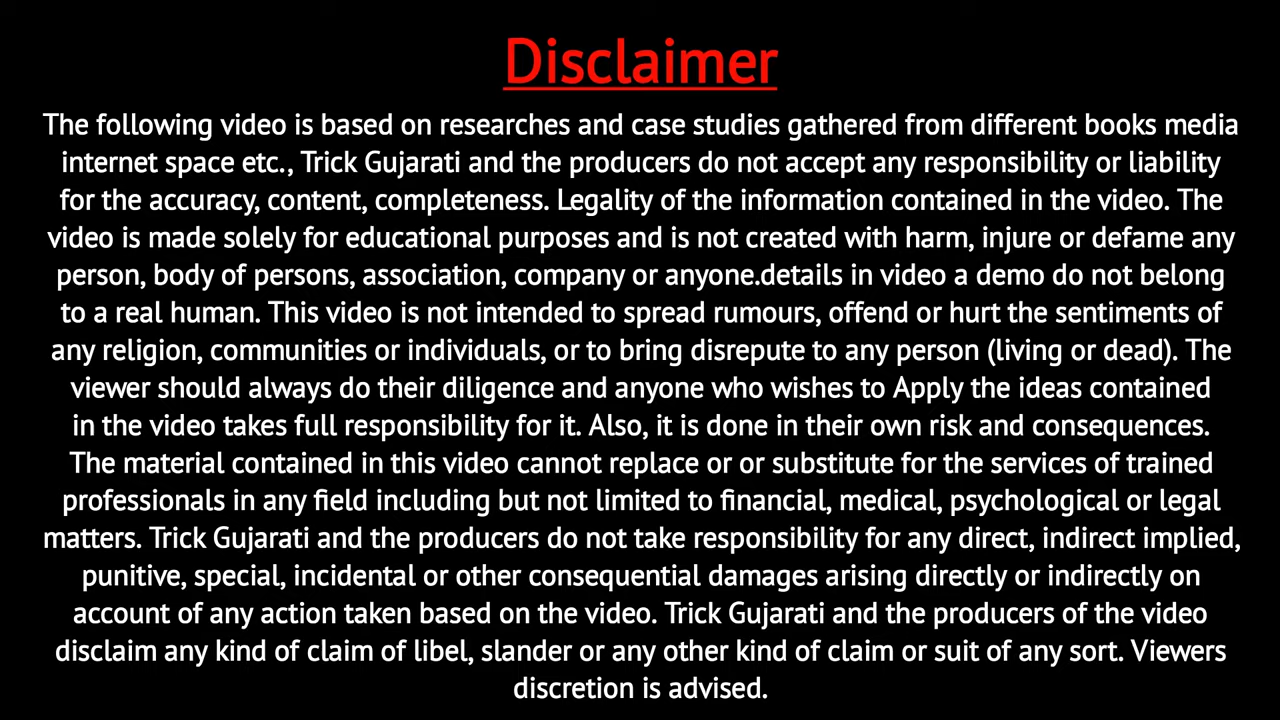 Disclaimer
The following video is based on researches and case studies gathered from different books media
internet space etc., Trick Gujarati and the producers do not accept any responsibility or liability
for the accuracy, content, completeness. Legality of the information contained in the video. The
video is made solely for educational purposes and is not created with harm, injure or defame any
person, body of persons, association, company or anyone.details in video a demo do not belong
to a real human. This video is not intended to spread rumours, offend or hurt the sentiments of
any religion, communities or individuals, or to bring disrepute to any person (living or dead). The
viewer should always do their diligence and anyone who wishes to Apply the ideas contained
in the video takes full responsibility for it. Also, it is done in their own risk and consequences.
The material contained in this video cannot replace or or substitute for the services of trained
professionals in any field including but not limited to financial, medical, psychological or legal
matters. Trick Gujarati and the producers do not take responsibility for any direct, indirect implied,
punitive, special, incidental or other consequential damages arising directly or indirectly on
account of any action taken based on the video. Trick Gujarati and the producers of the video
disclaim any kind of claim of libel, slander or any other kind of claim or suit of any sort. Viewers
discretion is advised.